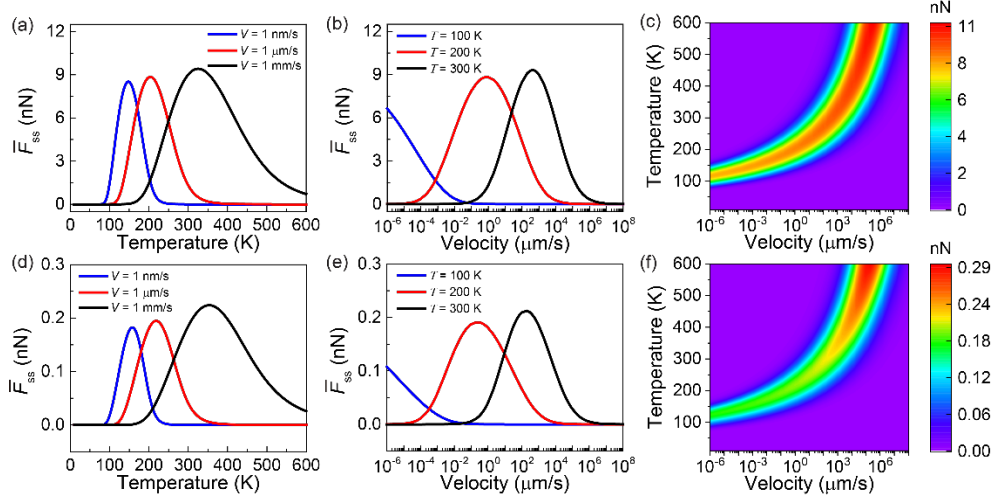 (a)
V = 1 nm/s
V = 1 μm/s
V = 1 mm/s
12
9
6
3
0
F̅ss (nN)
0 100 200 300 400 500 600
Temperature (K)
(b)
T = 100 K
T = 200 K
T = 300 K
12
9
6
3
0
F̅ss (nN)
10⁻⁶ 10⁻⁴ 10⁻² 10⁰ 10² 10⁴ 10⁶ 10⁸
Velocity (μm/s)
(c)
600
500
400
300
200
100
Temperature (K)
10⁻⁶ 10⁻³ 10⁰ 10³ 10⁶
Velocity (μm/s)
nN
11
10
8
6
4
2
0
(d)
V = 1 nm/s
V = 1 μm/s
V = 1 mm/s
0.3
0.2
0.1
0.0
F̅ss (nN)
0 100 200 300 400 500 600
Temperature (K)
(e)
T = 100 K
T = 200 K
T = 300 K
0.3
0.2
0.1
0.0
F̅ss (nN)
10⁻⁶ 10⁻⁴ 10⁻² 10⁰ 10² 10⁴ 10⁶ 10⁸
Velocity (μm/s)
(f)
600
500
400
300
200
100
Temperature (K)
10⁻⁶ 10⁻³ 10⁰ 10³ 10⁶
Velocity (μm/s)
nN
0.29
0.24
0.18
0.12
0.06
0.00